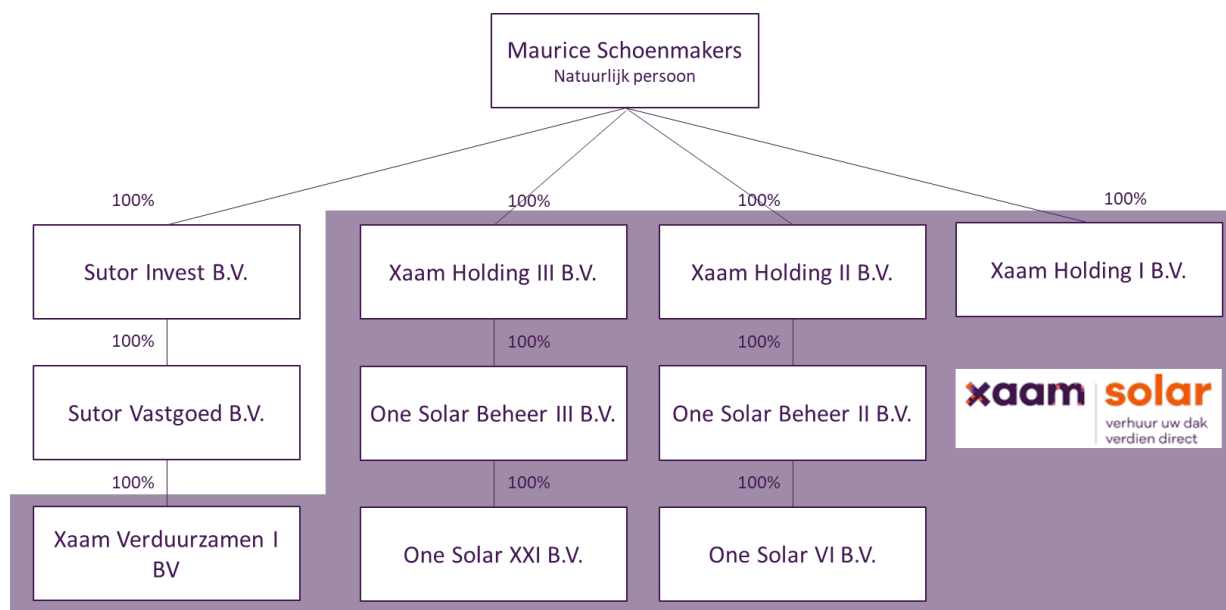 Maurice Schoenmakers
Natuurlijk persoon
100%
100%
100%
100%
Sutor Invest B.V.
Xaam Holding III B.V.
Xaam Holding II B.V.
Xaam Holding I B.V.
100%
100%
100%
Sutor Vastgoed B.V.
One Solar Beheer III B.V.
One Solar Beheer II B.V.
xaam solar
verhuur uw dak
verdien direct
100%
100%
100%
Xaam Verduurzamen I
BV
One Solar XXI B.V.
One Solar VI B.V.